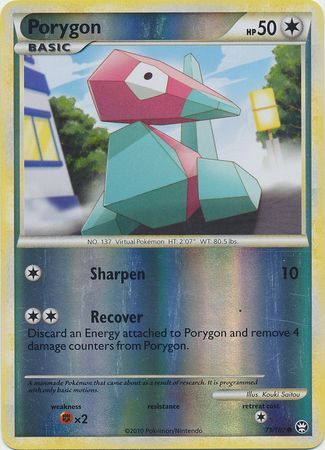 Porygon HP 50
BASIC
NO. 137 Virtual Pokémon. HT: 2'07" WT: 80.5 lbs.
Sharpen 10
Recover
Discard an Energy attached to Porygon and remove 4
damage counters from Porygon.
A manmade Pokémon that came about as a result of research. It is programmed
with only basic motions.
Illus. Kouki Saitou
weakness resistance retreat cost
×2
©2010 Pokémon/Nintendo